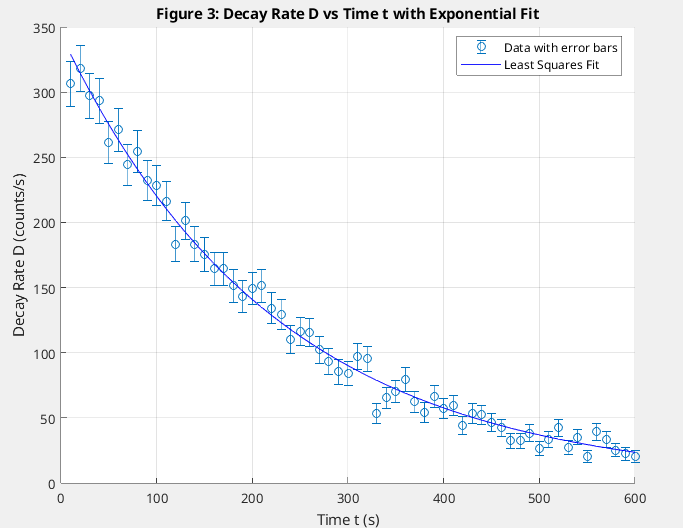 Figure 3: Decay Rate D vs Time t with Exponential Fit
350
300
250
200
150
100
50
0
Decay Rate D (counts/s)
Data with error bars
Least Squares Fit
0 100 200 300 400 500 600
Time t (s)